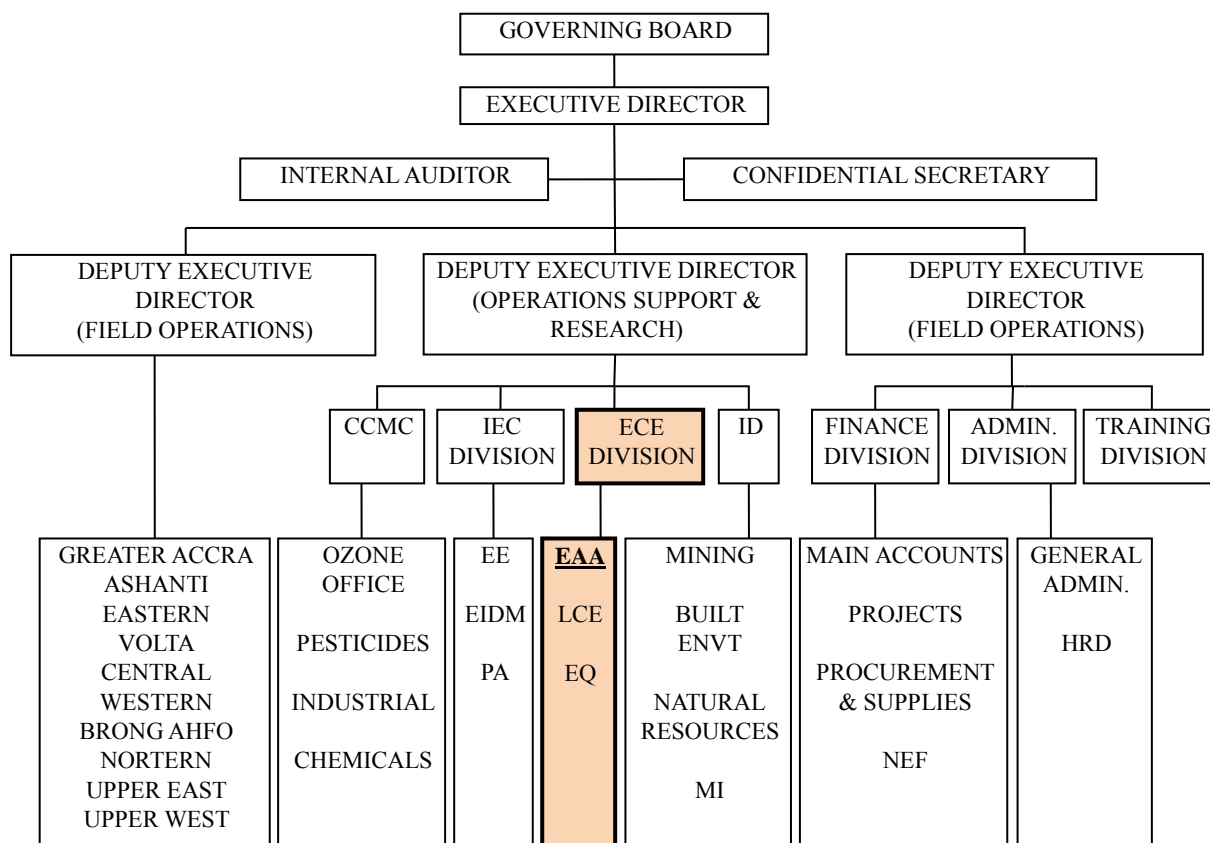 GOVERNING BOARD
EXECUTIVE DIRECTOR
INTERNAL AUDITOR
CONFIDENTIAL SECRETARY
DEPUTY EXECUTIVE
DIRECTOR
(FIELD OPERATIONS)
DEPUTY EXECUTIVE DIRECTOR
(OPERATIONS SUPPORT &
RESEARCH)
DEPUTY EXECUTIVE
DIRECTOR
(FIELD OPERATIONS)
CCMC
IEC
DIVISION
ECE
DIVISION
ID
FINANCE
DIVISION
ADMIN.
DIVISION
TRAINING
DIVISION
GREATER ACCRA
ASHANTI
EASTERN
VOLTA
CENTRAL
WESTERN
BRONG AHFO
NORTERN
UPPER EAST
UPPER WEST
OZONE
OFFICE
PESTICIDES
INDUSTRIAL
CHEMICALS
EE
EIDM
PA
EAA
LCE
EQ
MINING
BUILT
ENVT
NATURAL
RESOURCES
MI
MAIN ACCOUNTS
PROJECTS
PROCUREMENT
& SUPPLIES
NEF
GENERAL
ADMIN.
HRD